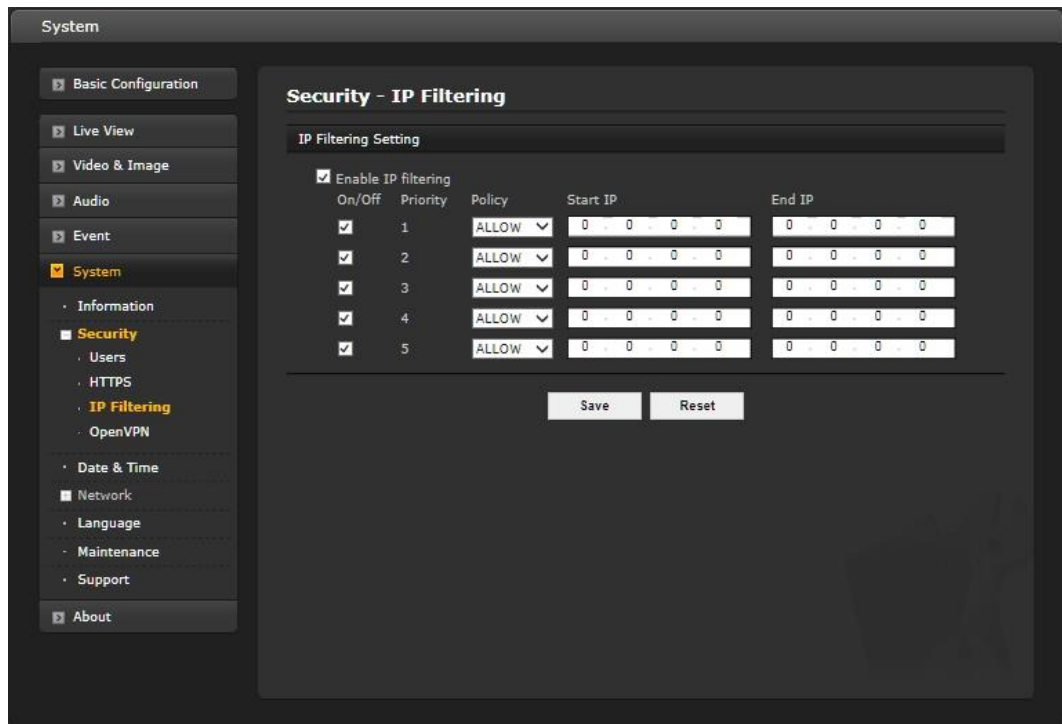 System
Basic Configuration
Live View
Video & Image
Audio
Event
System
Information
Security
Users
HTTPS
IP Filtering
OpenVPN
Date & Time
Network
Language
Maintenance
Support
About
Security - IP Filtering
IP Filtering Setting
Enable IP filtering
On/Off Priority Policy Start IP End IP
1 ALLOW 0 . 0 . 0 . 0 0 . 0 . 0 . 0
2 ALLOW 0 . 0 . 0 . 0 0 . 0 . 0 . 0
3 ALLOW 0 . 0 . 0 . 0 0 . 0 . 0 . 0
4 ALLOW 0 . 0 . 0 . 0 0 . 0 . 0 . 0
5 ALLOW 0 . 0 . 0 . 0 0 . 0 . 0 . 0
Save Reset